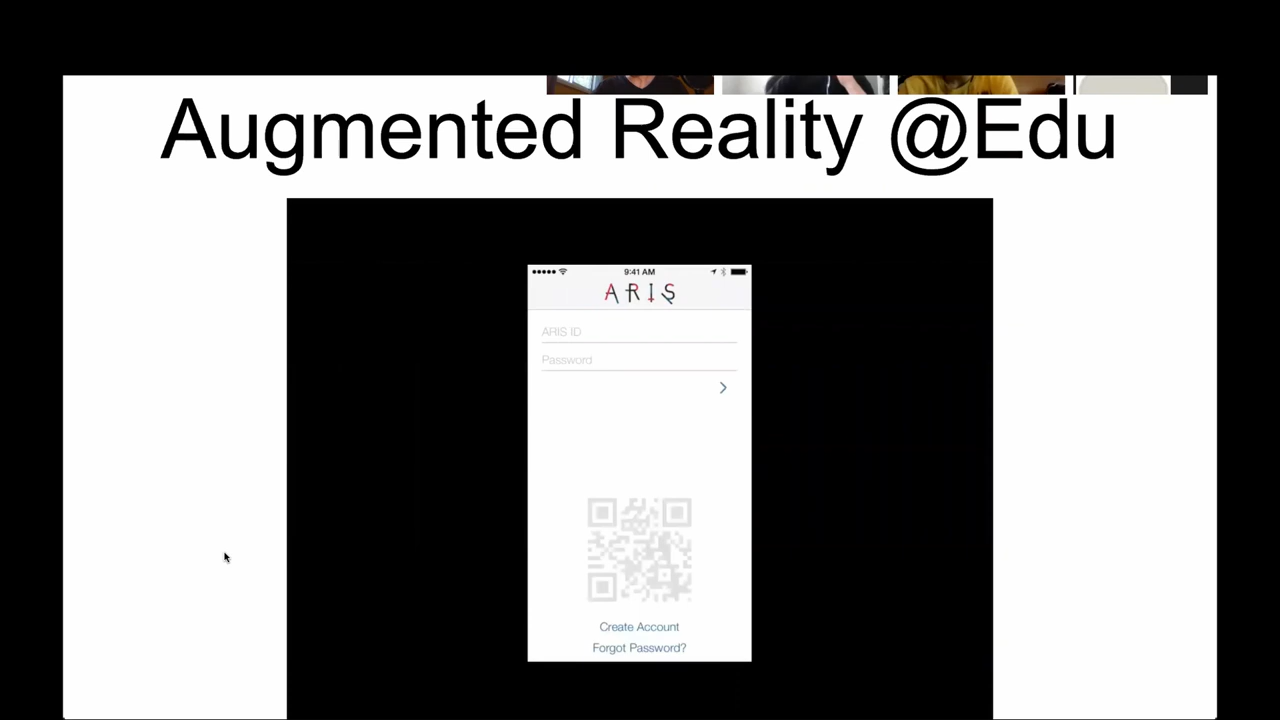 Augmented Reality @Edu
9:41 AM
ARIS
ARIS ID
Password
Create Account
Forgot Password?